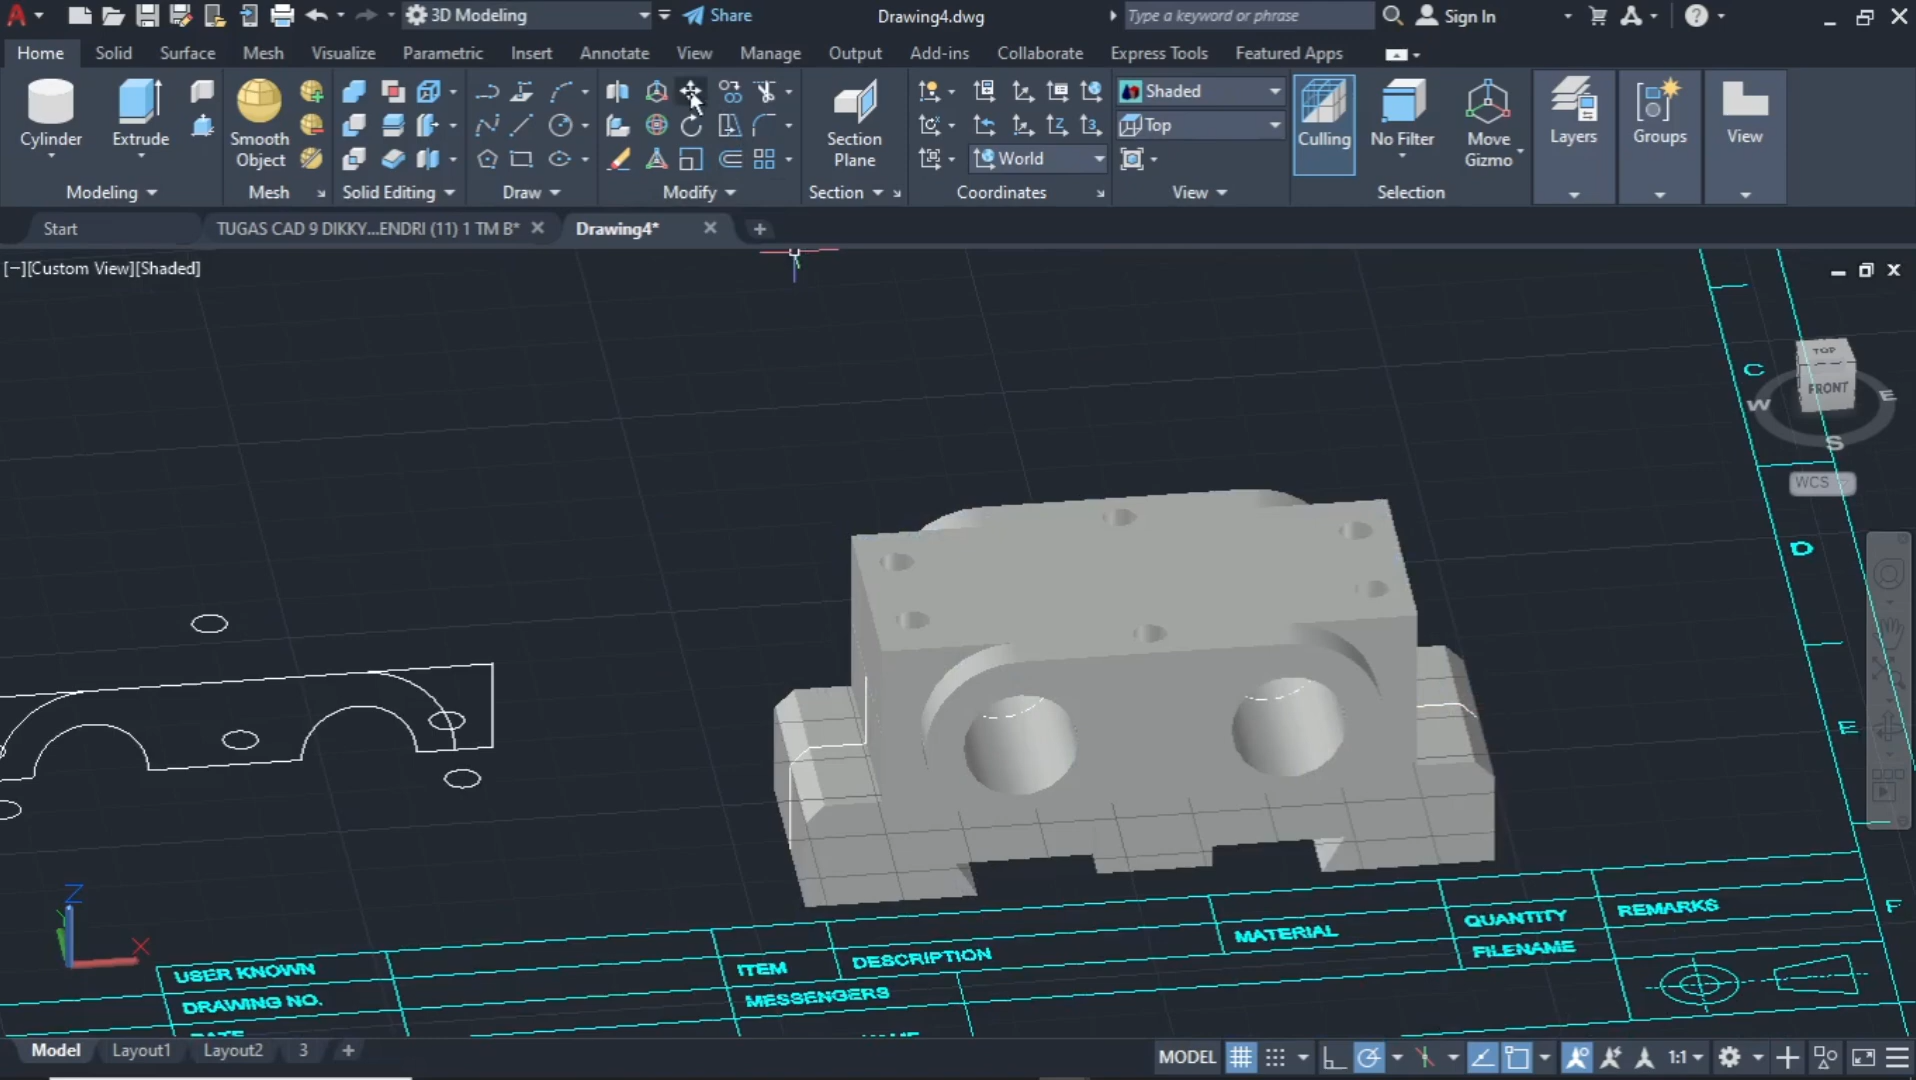 3D Modeling
Share
Drawing4.dwg
Type a keyword or phrase
Sign In
Home Solid Surface Mesh Visualize Parametric Insert Annotate View Manage Output Add-ins Collaborate Express Tools Featured Apps
Cylinder
Extrude
Smooth
Object
Section
Plane
Shaded
Top
World
Culling
No Filter
Move
Gizmo
Layers
Groups
View
Modeling
Mesh
Solid Editing
Draw
Modify
Section
Coordinates
View
Selection
Start
TUGAS CAD 9 DIKKY...ENDRI (11) 1 TM B*
Drawing4*
[−][Custom View][Shaded]
TOP
FRONT
W
E
S
WCS
C
D
E
F
Z
X
USER KNOWN
DRAWING NO.
ITEM
DESCRIPTION
MATERIAL
QUANTITY
REMARKS
MESSENGERS
FILENAME
Model Layout1 Layout2 3
MODEL
1:1